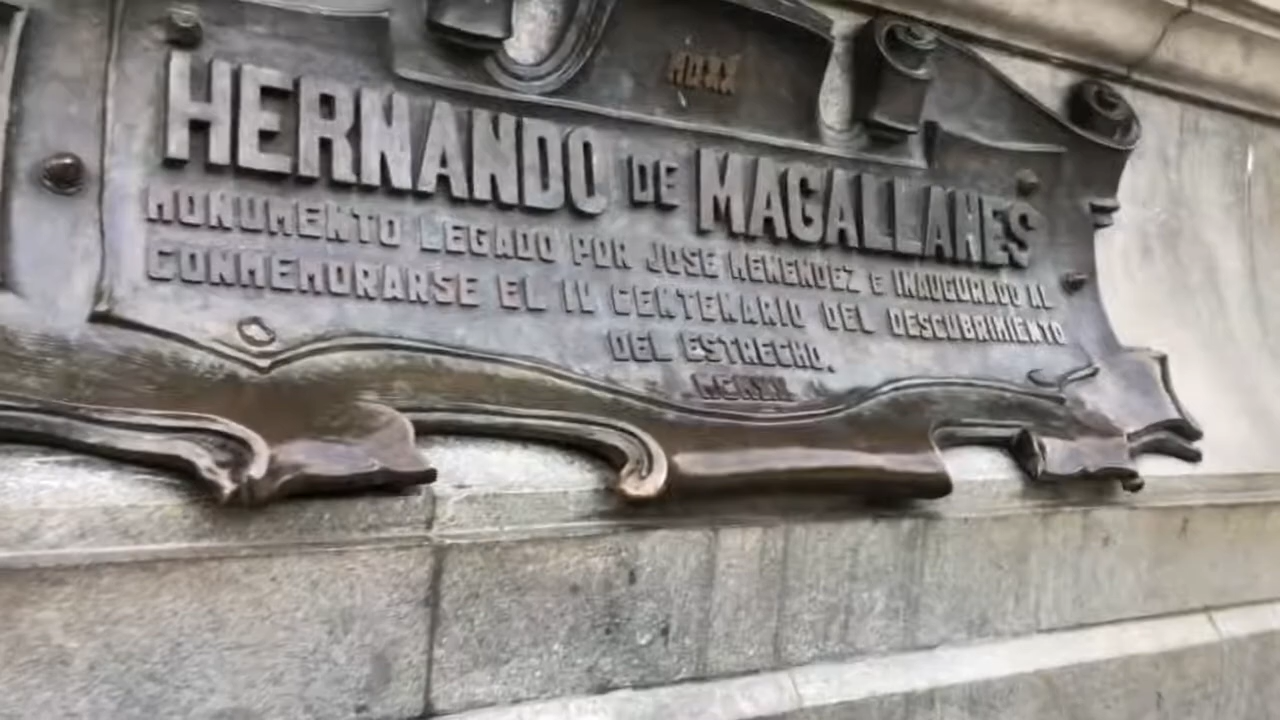 MDXX
HERNANDO DE MAGALLANES
MONUMENTO LEGADO POR JOSE MENENDEZ E INAUGURADO AL
CONMEMORARSE EL IV CENTENARIO DEL DESCUBRIMIENTO
DEL ESTRECHO.
MCMXX